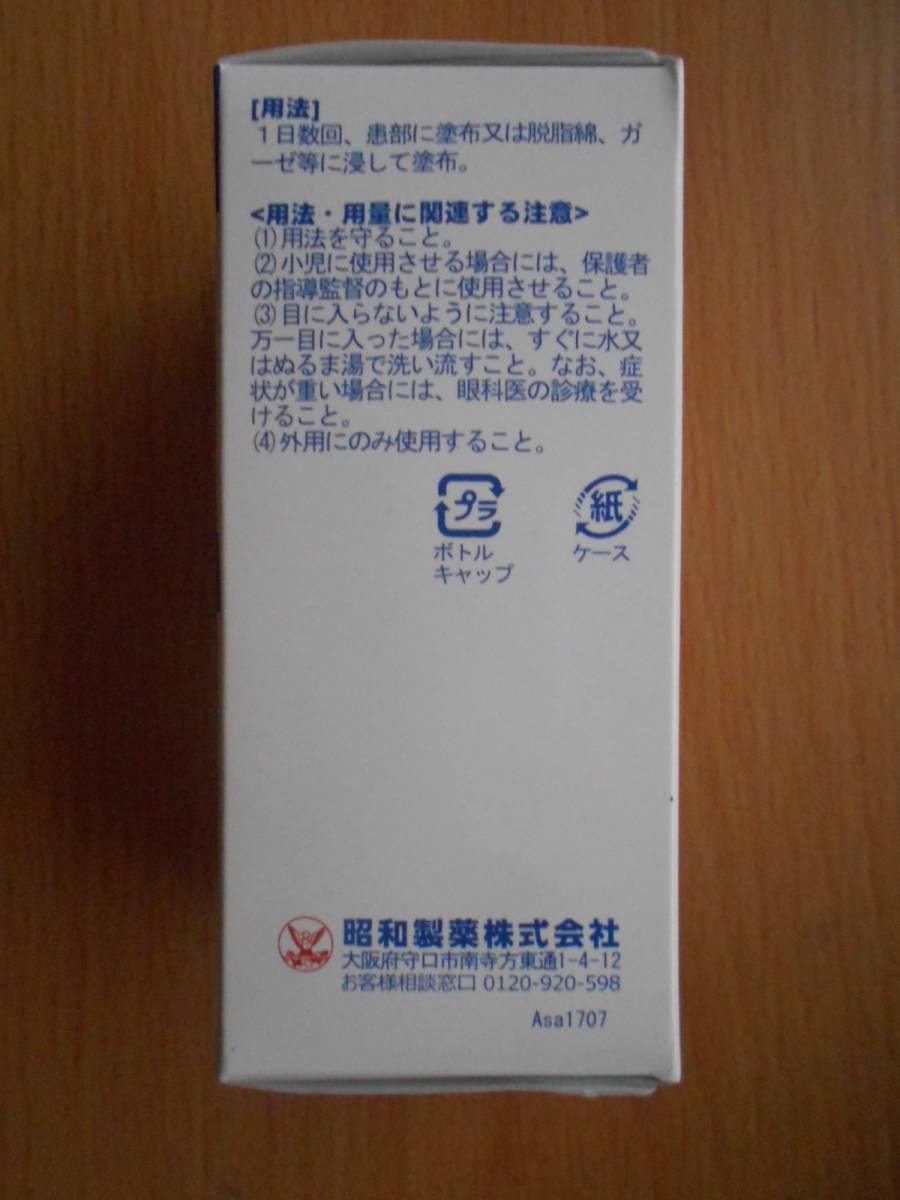 [用法]
1日数回、患部に塗布又は脱脂綿、ガ
ーゼ等に浸して塗布。
<用法・用量に関連する注意>
(1)用法を守ること。
(2)小児に使用させる場合には、保護者
の指導監督のもとに使用させること。
(3)目に入らないように注意すること。
万一目に入った場合には、すぐに水又
はぬるま湯で洗い流すこと。なお、症
状が重い場合には、眼科医の診療を受
けること。
(4)外用にのみ使用すること。
プラ
ボトル
キャップ
紙
ケース
昭和製薬株式会社
大阪府守口市南寺方東通1-4-12
お客様相談窓口 0120-920-598
Asa1707